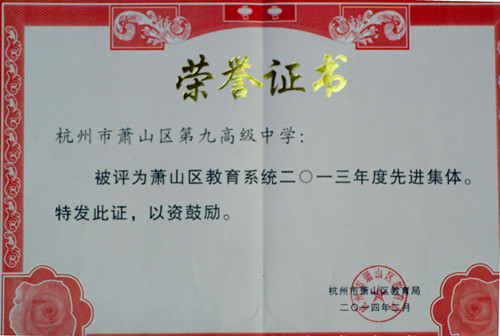 荣誉证书
杭州市萧山区第九高级中学：
被评为萧山区教育系统二〇一三年度先进集体。
特发此证，以资鼓励。
杭州市萧山区教育局
二〇一四年二月